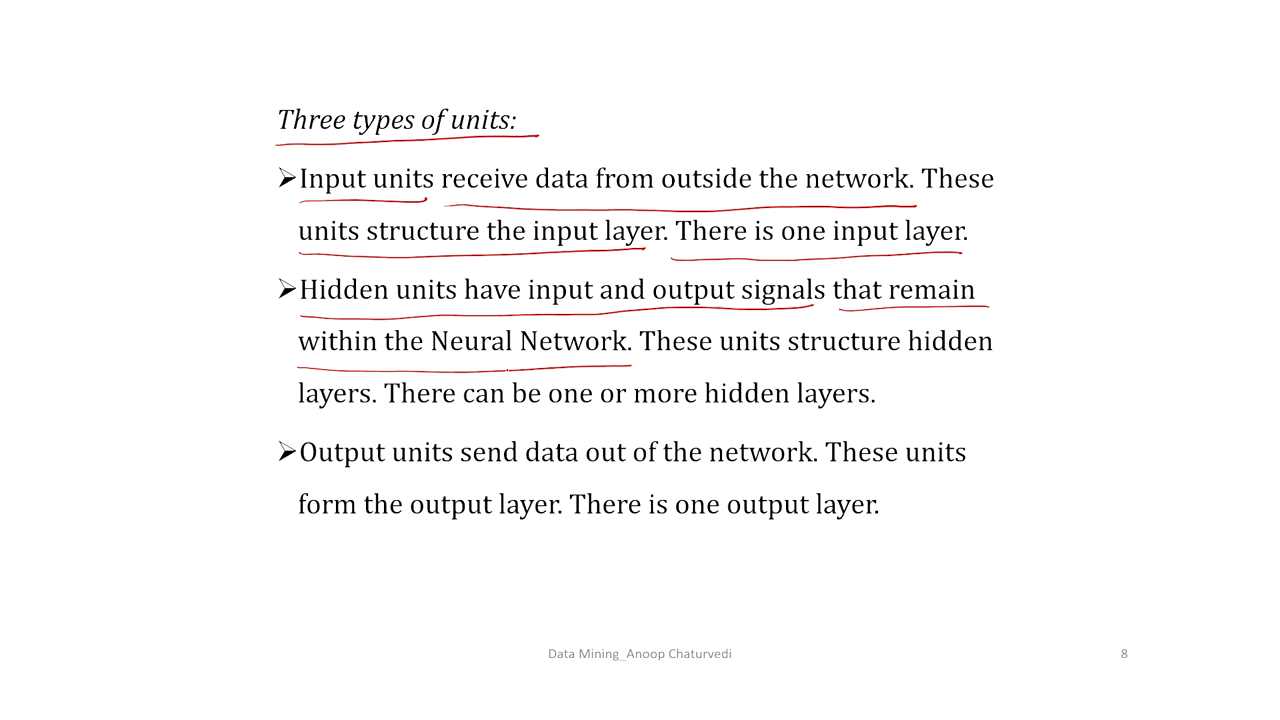 Three types of units:
➢Input units receive data from outside the network. These
units structure the input layer. There is one input layer.
➢Hidden units have input and output signals that remain
within the Neural Network. These units structure hidden
layers. There can be one or more hidden layers.
➢Output units send data out of the network. These units
form the output layer. There is one output layer.
Data Mining_Anoop Chaturvedi
8